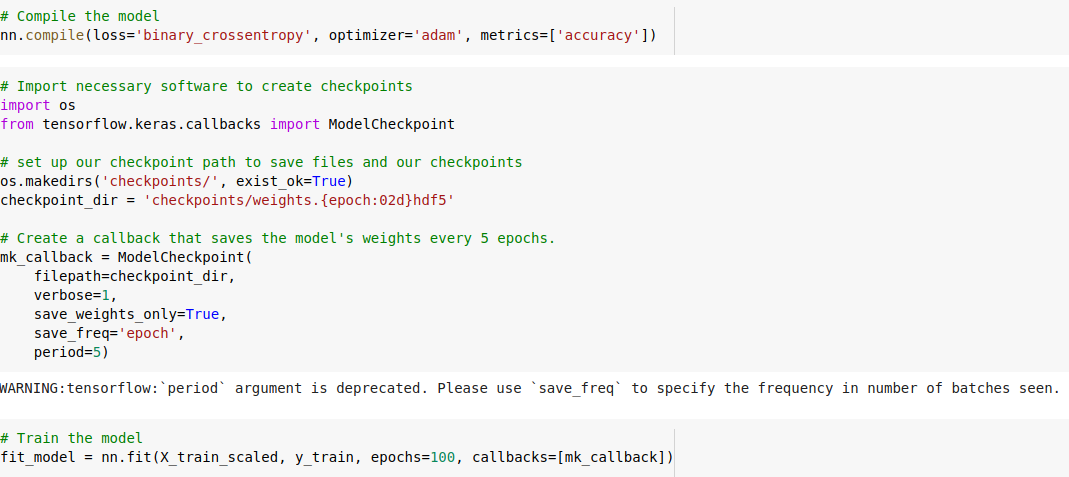 # Compile the model
nn.compile(loss='binary_crossentropy', optimizer='adam', metrics=['accuracy'])
# Import necessary software to create checkpoints
import os
from tensorflow.keras.callbacks import ModelCheckpoint
# set up our checkpoint path to save files and our checkpoints
os.makedirs('checkpoints/', exist_ok=True)
checkpoint_dir = 'checkpoints/weights.{epoch:02d}hdf5'
# Create a callback that saves the model's weights every 5 epochs.
mk_callback = ModelCheckpoint(
    filepath=checkpoint_dir,
    verbose=1,
    save_weights_only=True,
    save_freq='epoch',
    period=5)
WARNING:tensorflow:`period` argument is deprecated. Please use `save_freq` to specify the frequency in number of batches seen.
# Train the model
fit_model = nn.fit(X_train_scaled, y_train, epochs=100, callbacks=[mk_callback])